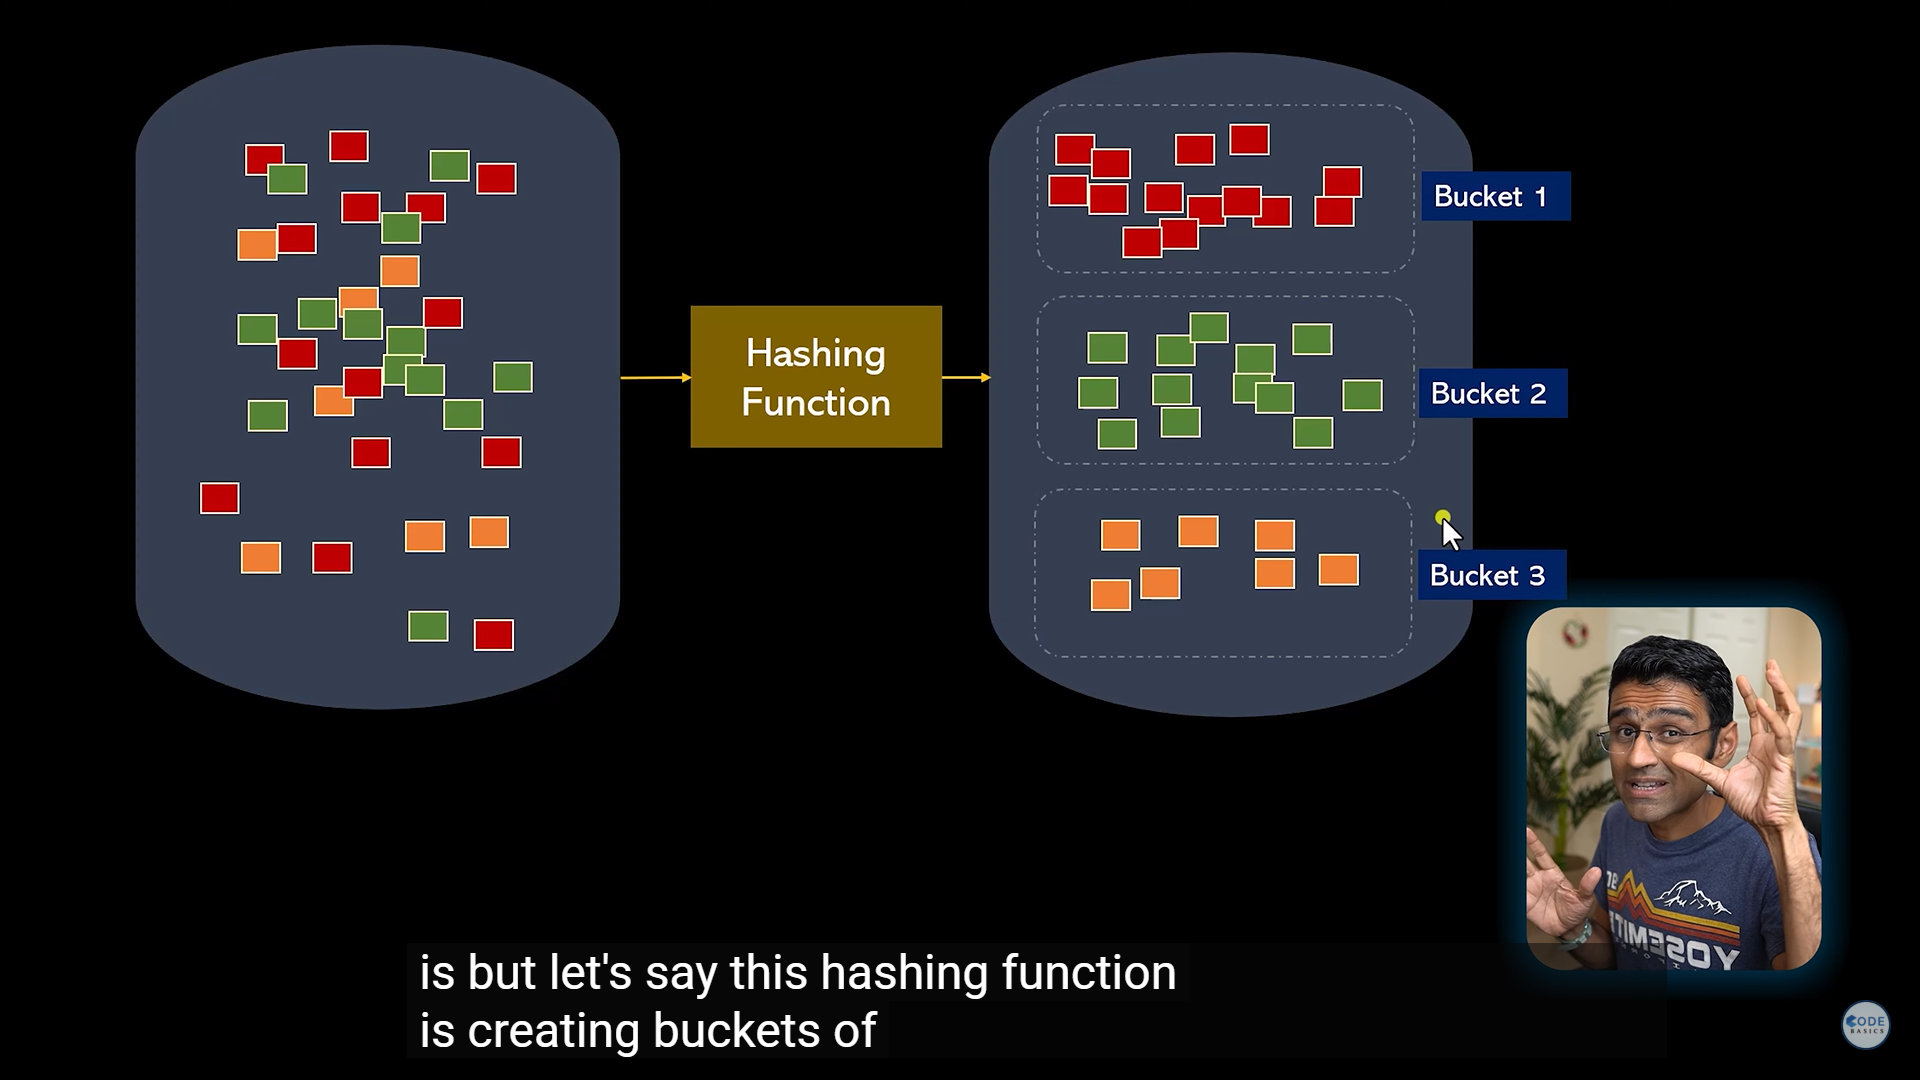 Bucket 1
Hashing
Function
Bucket 2
Bucket 3
YOSEMIT
is but let's say this hashing function
is creating buckets of
CODE
BASICS